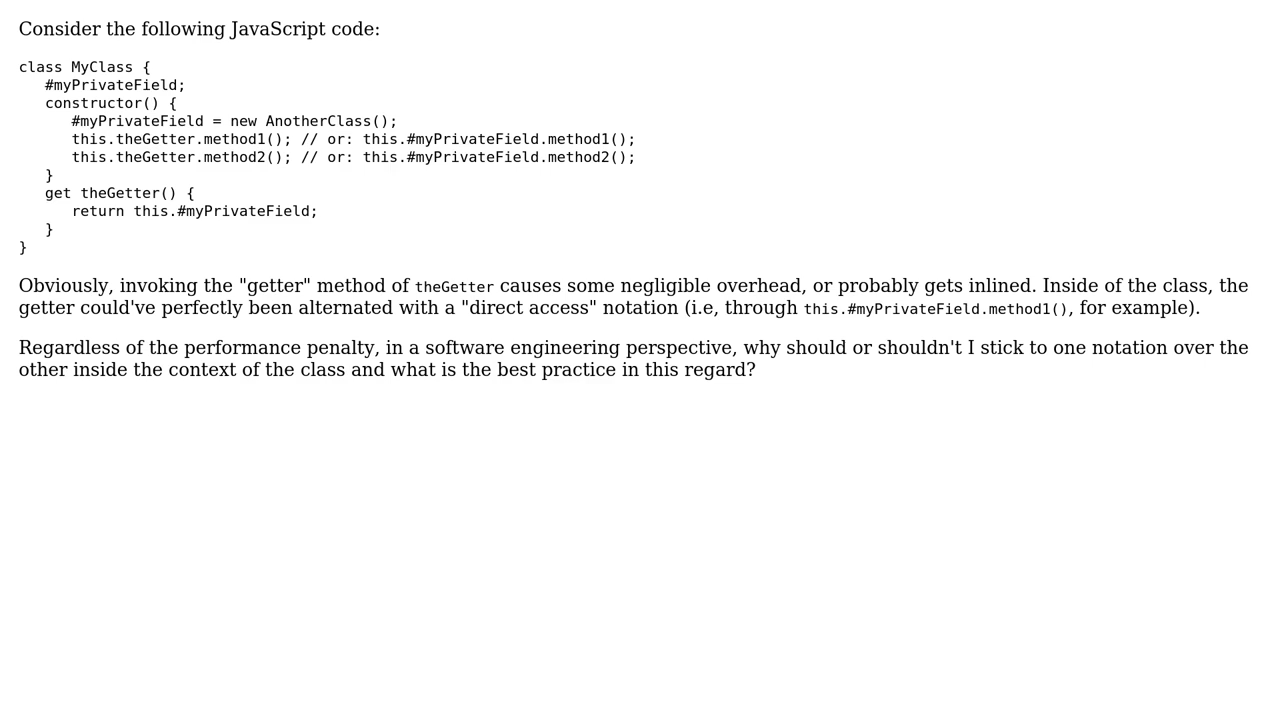 Consider the following JavaScript code:
class MyClass {
   #myPrivateField;
   constructor() {
      #myPrivateField = new AnotherClass();
      this.theGetter.method1(); // or: this.#myPrivateField.method1();
      this.theGetter.method2(); // or: this.#myPrivateField.method2();
   }
   get theGetter() {
      return this.#myPrivateField;
   }
}
Obviously, invoking the "getter" method of theGetter causes some negligible overhead, or probably gets inlined. Inside of the class, the
getter could've perfectly been alternated with a "direct access" notation (i.e, through this.#myPrivateField.method1(), for example).
Regardless of the performance penalty, in a software engineering perspective, why should or shouldn't I stick to one notation over the
other inside the context of the class and what is the best practice in this regard?